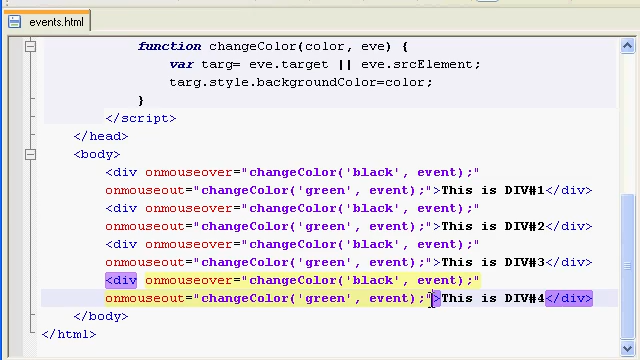 events.html
function changeColor(color, eve) {
var targ= eve.target || eve.srcElement;
targ.style.backgroundColor=color;
}
</script>
</head>
<body>
<div onmouseover="changeColor('black', event);"
onmouseout="changeColor('green', event);">This is DIV#1</div>
<div onmouseover="changeColor('black', event);"
onmouseout="changeColor('green', event);">This is DIV#2</div>
<div onmouseover="changeColor('black', event);"
onmouseout="changeColor('green', event);">This is DIV#3</div>
<div onmouseover="changeColor('black', event);"
onmouseout="changeColor('green', event);">This is DIV#4</div>
</body>
</html>